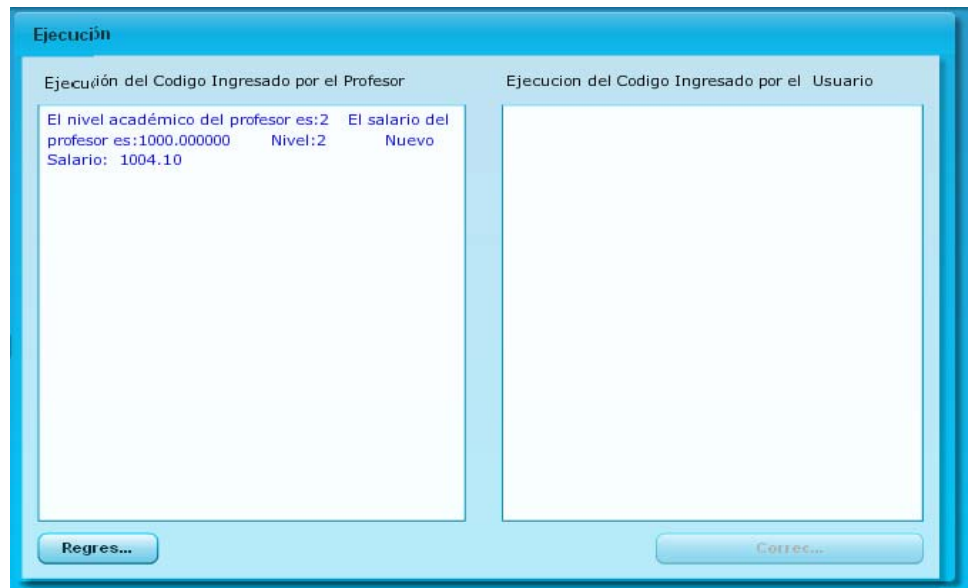 Ejecución
Ejecución del Codigo Ingresado por el Profesor
El nivel académico del profesor es:2 El salario del
profesor es:1000.000000 Nivel:2 Nuevo
Salario: 1004.10
Ejecucion del Codigo Ingresado por el Usuario
Regres...
Correc...